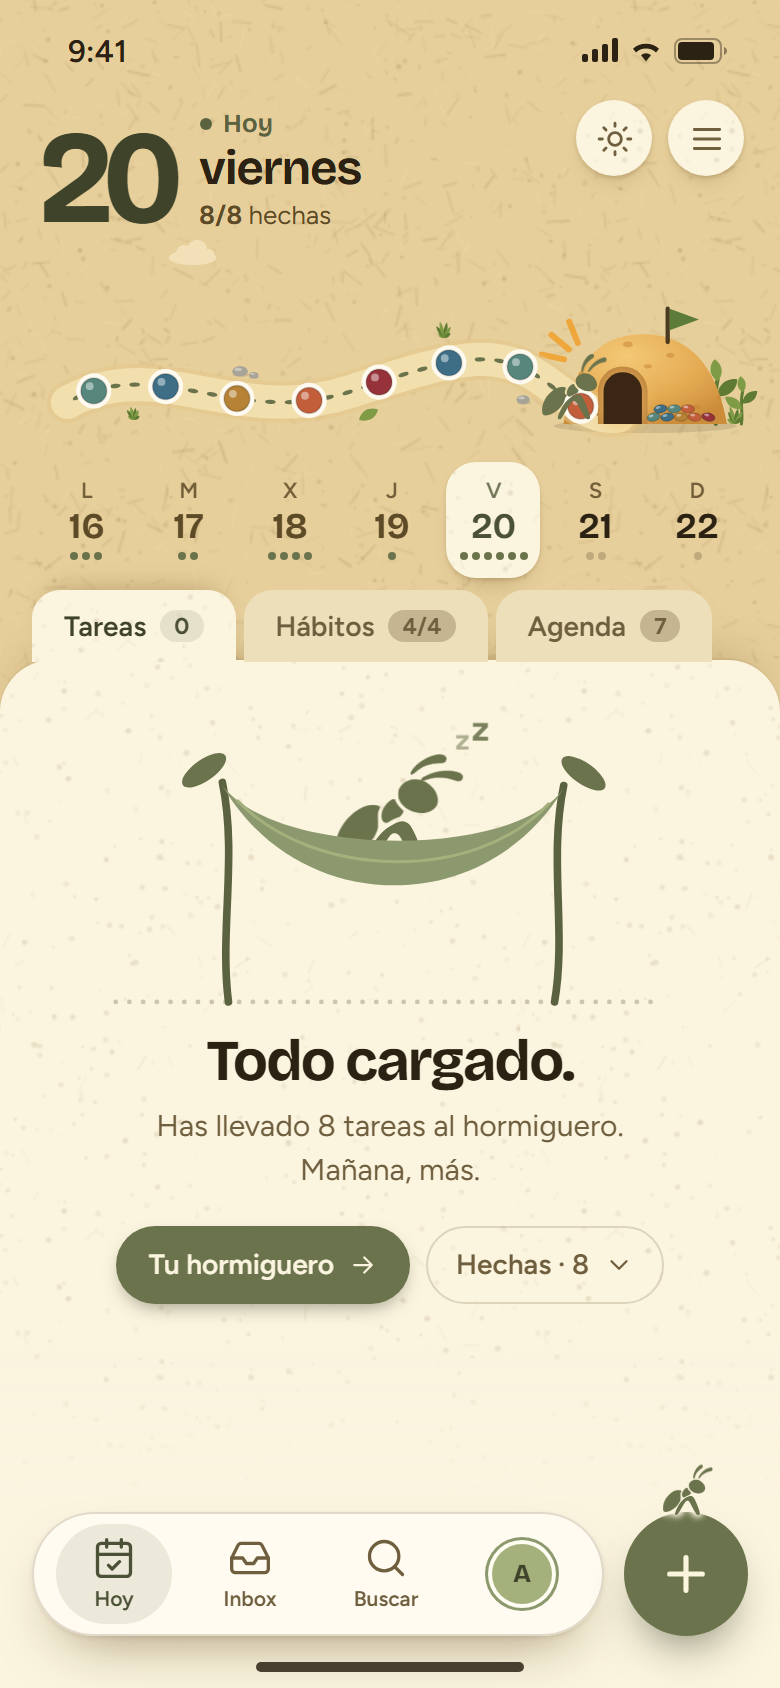 9:41
20
Hoy
viernes
8/8 hechas
L M X J V S D
16 17 18 19 20 21 22
Tareas 0 Hábitos 4/4 Agenda 7
z z
Todo cargado.
Has llevado 8 tareas al hormiguero.
Mañana, más.
Tu hormiguero → Hechas · 8
A
Hoy Inbox Buscar